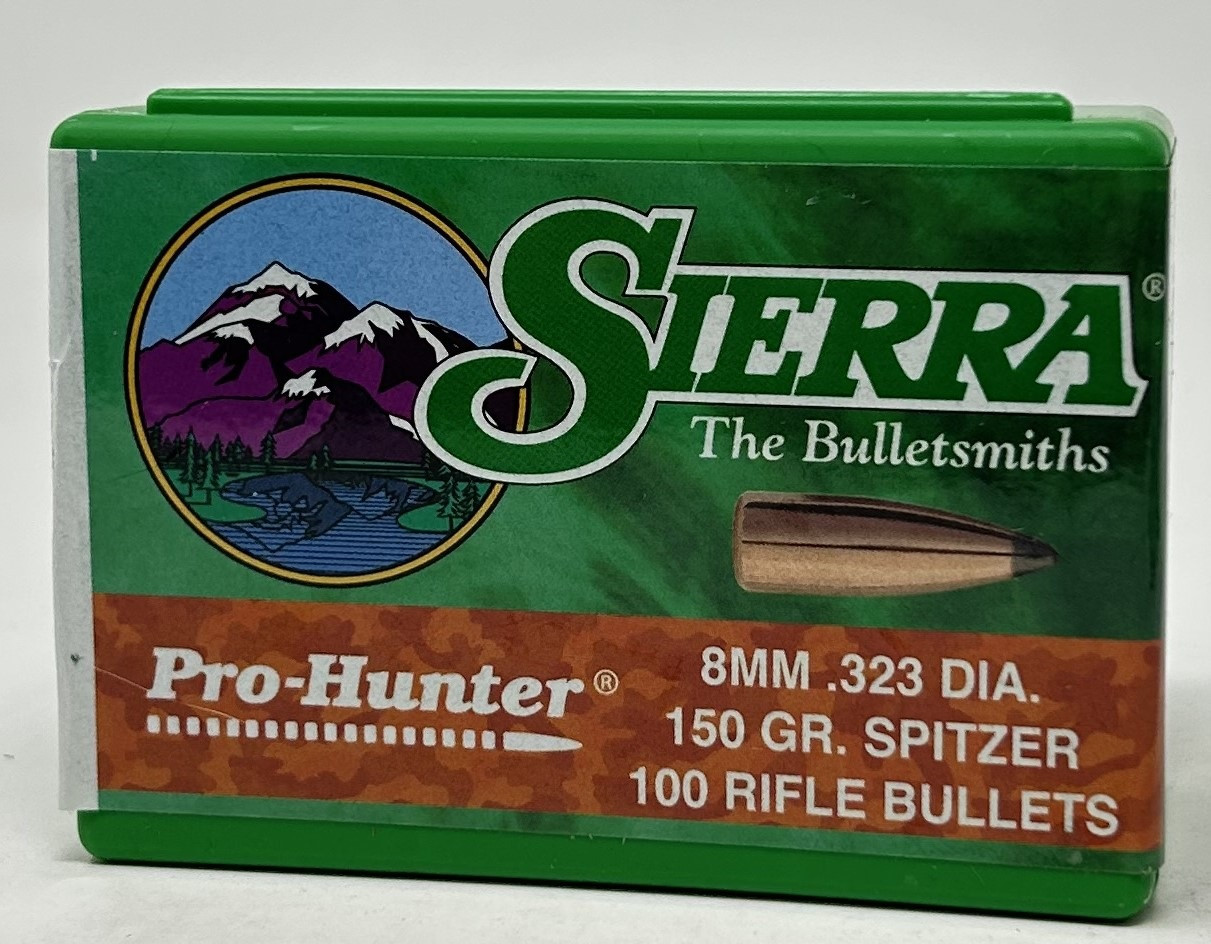 SIERRA®
The Bulletsmiths
Pro-Hunter®
8MM .323 DIA.
150 GR. SPITZER
100 RIFLE BULLETS